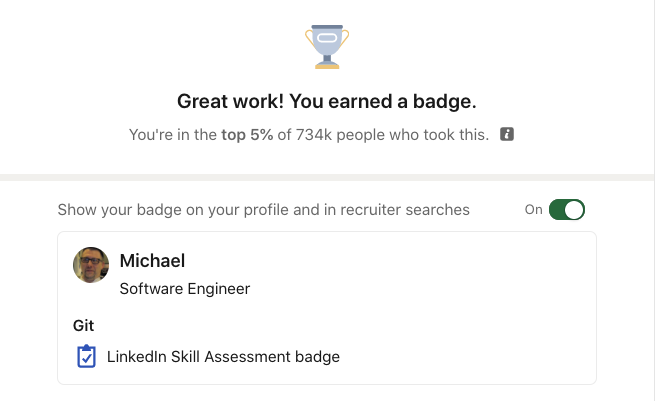 Great work! You earned a badge.
You're in the top 5% of 734k people who took this.
Show your badge on your profile and in recruiter searches
On
Michael
Software Engineer
Git
LinkedIn Skill Assessment badge